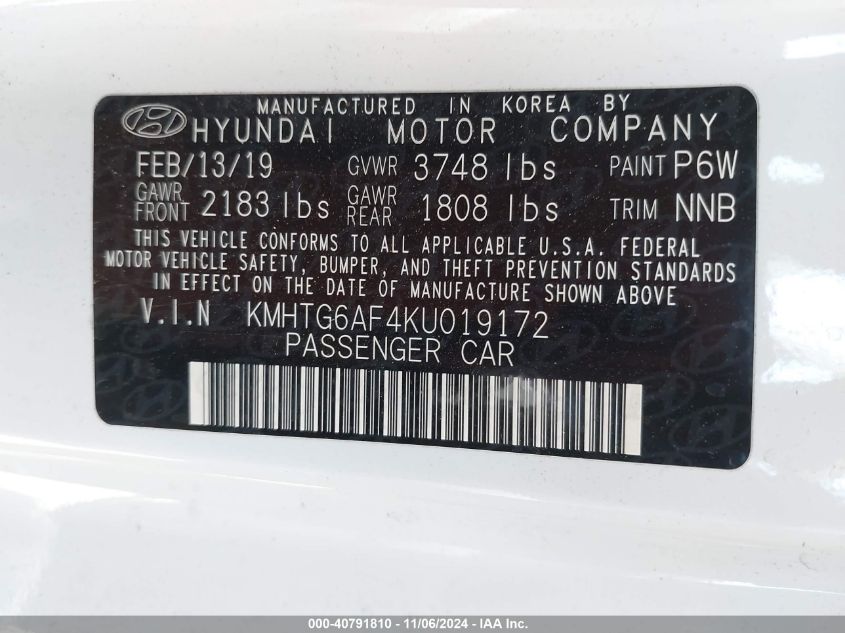 MANUFACTURED IN KOREA BY
HYUNDAI MOTOR COMPANY
FEB/13/19 GVWR 3748 lbs PAINT P6W
GAWR FRONT 2183 lbs GAWR REAR 1808 lbs TRIM NNB
THIS VEHICLE CONFORMS TO ALL APPLICABLE U.S.A. FEDERAL
MOTOR VEHICLE SAFETY, BUMPER, AND THEFT PREVENTION STANDARDS
IN EFFECT ON THE DATE OF MANUFACTURE SHOWN ABOVE
V.I.N KMHTG6AF4KU019172
PASSENGER CAR
000-40791810 - 11/06/2024 - IAA Inc.